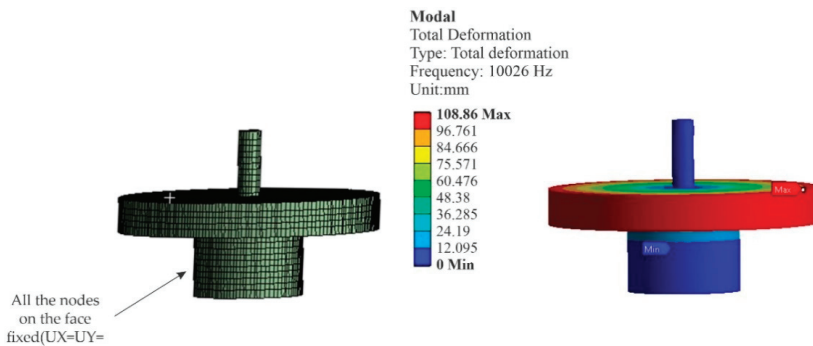 Modal
Total Deformation
Type: Total deformation
Frequency: 10026 Hz
Unit:mm
108.86 Max
96.761
84.666
75.571
60.476
48.38
36.285
24.19
12.095
0 Min
Max
Min
All the nodes
on the face
fixed(UX=UY=